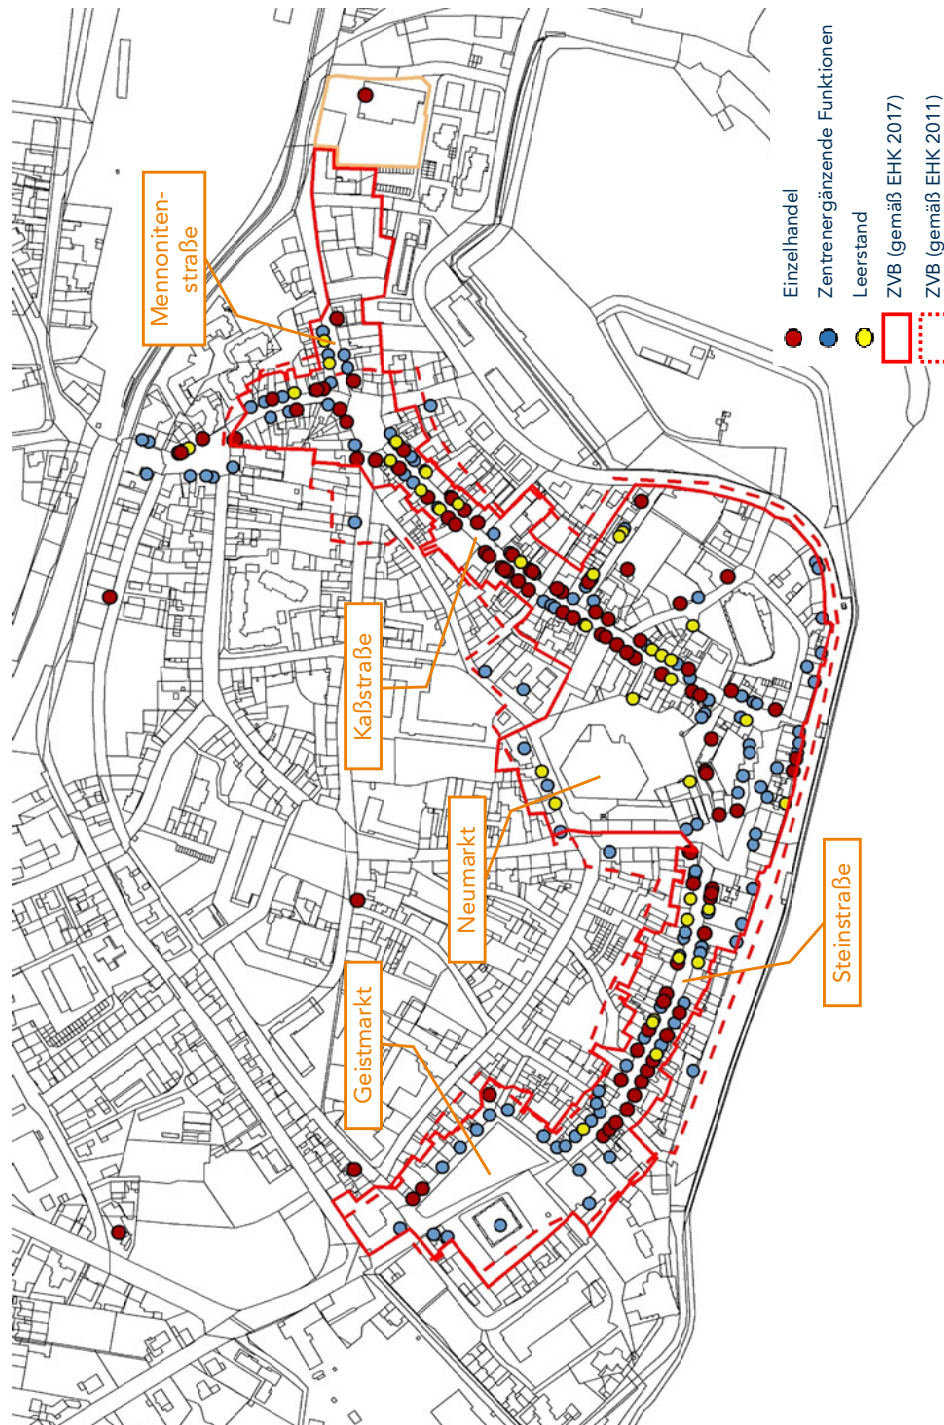 Mennoniten-
straße
Kaßstraße
Neumarkt
Geistmarkt
Steinstraße
Einzelhandel
Zentrenergänzende Funktionen
Leerstand
ZVB (gemäß EHK 2017)
ZVB (gemäß EHK 2011)